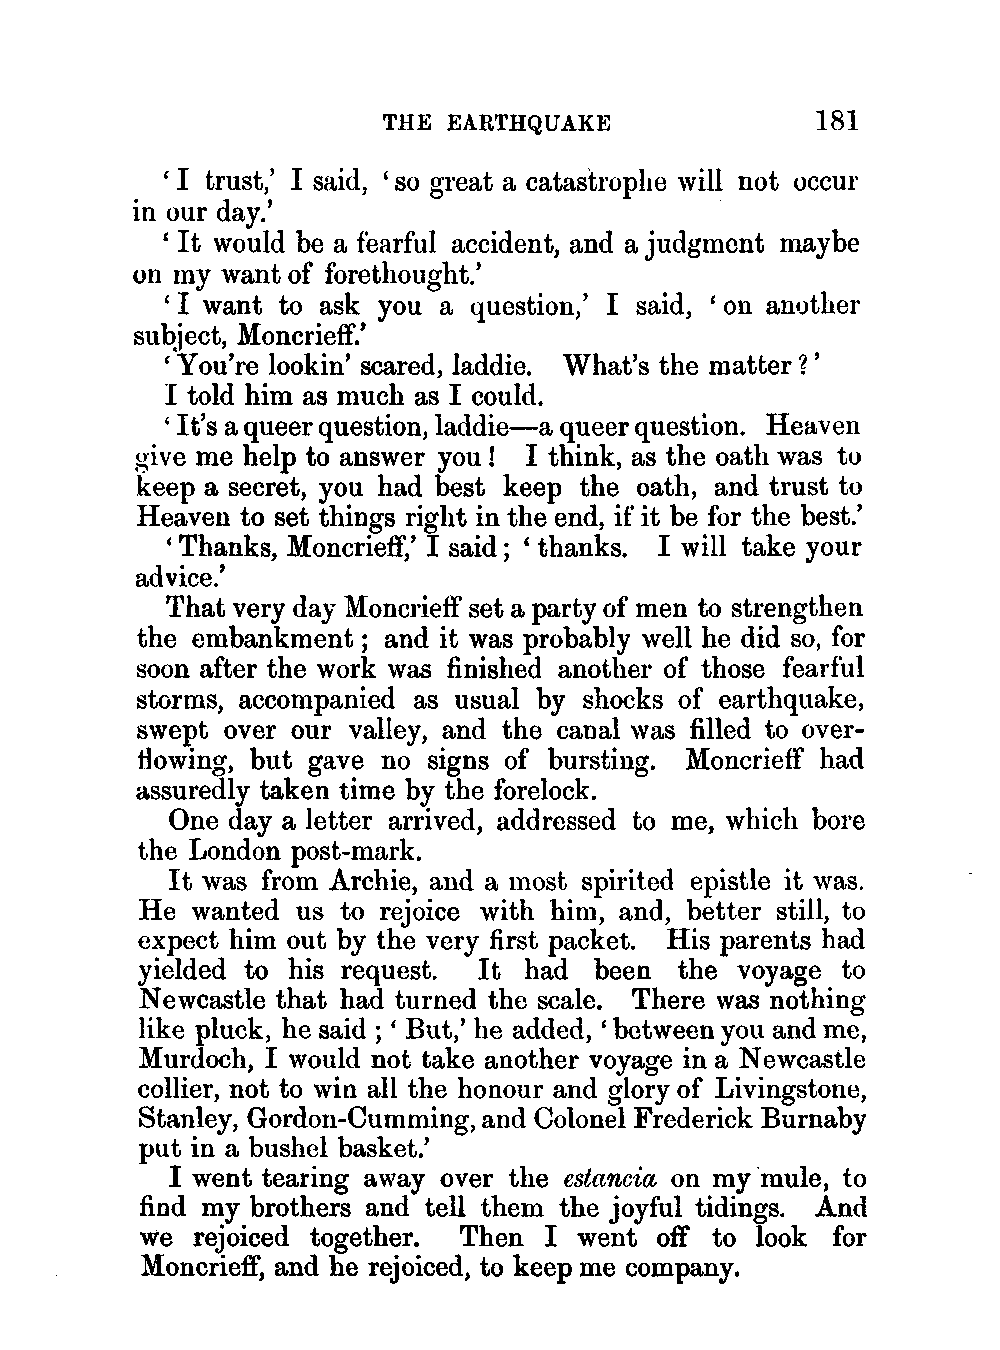 THE EARTHQUAKE 181
‘I trust,’ I said, ‘so great a catastrophe will not occur
in our day.’
‘It would be a fearful accident, and a judgment maybe
on my want of forethought.’
‘I want to ask you a question,’ I said, ‘on another
subject, Moncrieff.’
‘You're lookin’ scared, laddie. What's the matter?’
I told him as much as I could.
‘It's a queer question, laddie—a queer question. Heaven
give me help to answer you! I think, as the oath was to
keep a secret, you had best keep the oath, and trust to
Heaven to set things right in the end, if it be for the best.’
‘Thanks, Moncrieff,’ I said; ‘thanks. I will take your
advice.’
That very day Moncrieff set a party of men to strengthen
the embankment; and it was probably well he did so, for
soon after the work was finished another of those fearful
storms, accompanied as usual by shocks of earthquake,
swept over our valley, and the canal was filled to over-
flowing, but gave no signs of bursting. Moncrieff had
assuredly taken time by the forelock.
One day a letter arrived, addressed to me, which bore
the London post-mark.
It was from Archie, and a most spirited epistle it was.
He wanted us to rejoice with him, and, better still, to
expect him out by the very first packet. His parents had
yielded to his request. It had been the voyage to
Newcastle that had turned the scale. There was nothing
like pluck, he said; ‘But,’ he added, ‘between you and me,
Murdoch, I would not take another voyage in a Newcastle
collier, not to win all the honour and glory of Livingstone,
Stanley, Gordon-Cumming, and Colonel Frederick Burnaby
put in a bushel basket.’
I went tearing away over the estancia on my mule, to
find my brothers and tell them the joyful tidings. And
we rejoiced together. Then I went off to look for
Moncrieff, and he rejoiced, to keep me company.